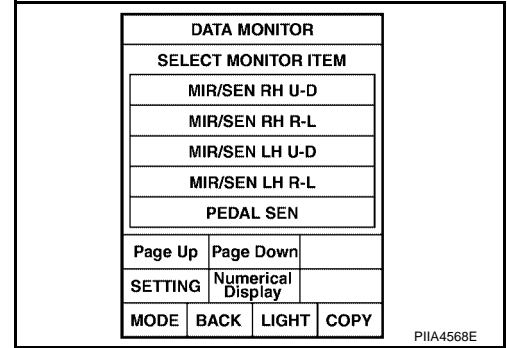 DATA MONITOR
SELECT MONITOR ITEM
MIR/SEN RH U-D
MIR/SEN RH R-L
MIR/SEN LH U-D
MIR/SEN LH R-L
PEDAL SEN
Page Up Page Down
SETTING Numerical Display
MODE BACK LIGHT COPY
PIIA4568E